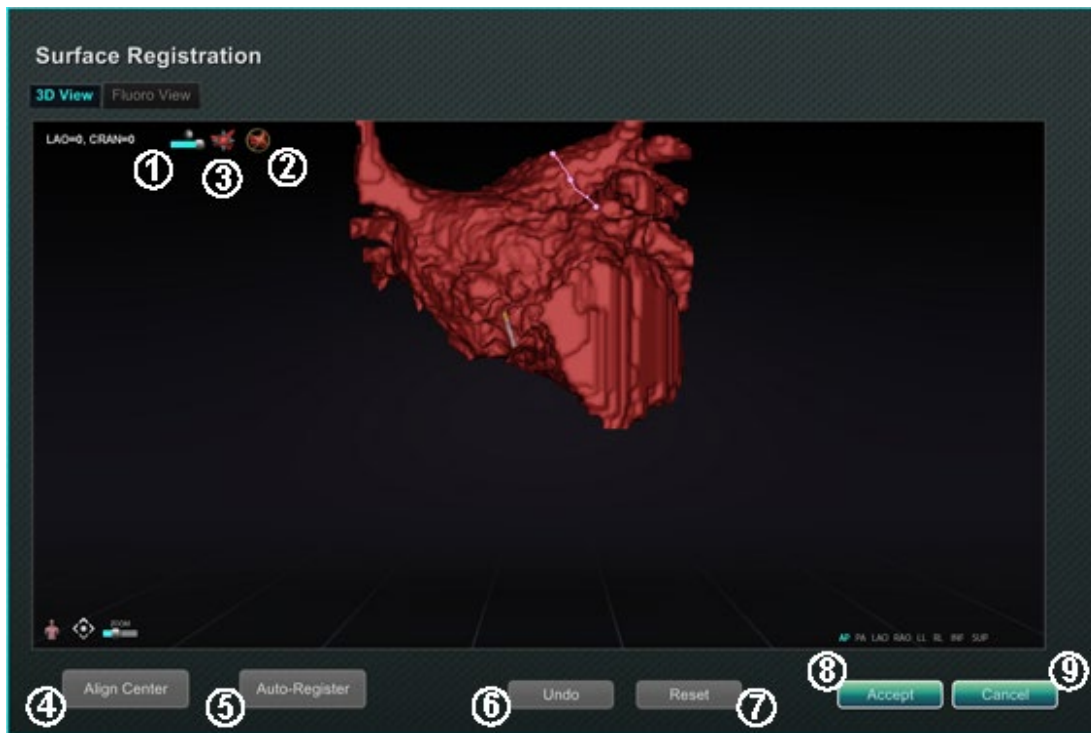 Surface Registration
3D View Fluoro View
LAO=0, CRAN=0
1 3 2
ZOOM
AP PA LAO RAO LL RL INF SUP
4 Align Center 5 Auto-Register 6 Undo Reset 7 8 Accept Cancel 9